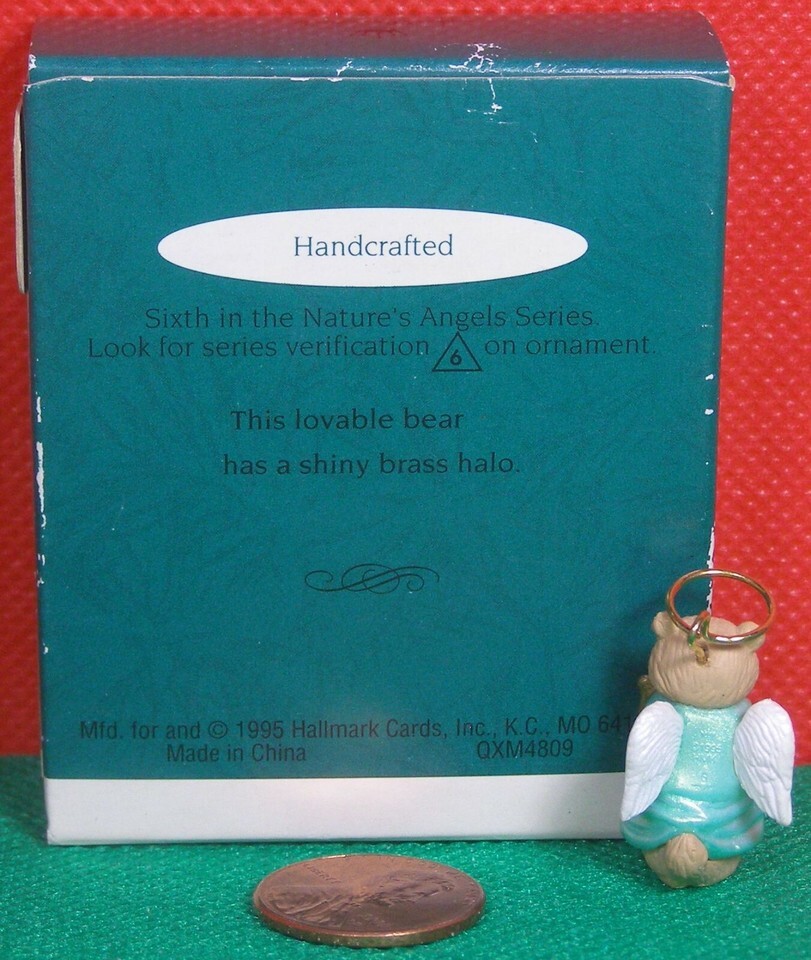 Handcrafted
Sixth in the Nature's Angels Series.
Look for series verification 6 on ornament.
This lovable bear
has a shiny brass halo.
Mfd. for and © 1995 Hallmark Cards, Inc., K.C., MO
Made in China QXM4809
6